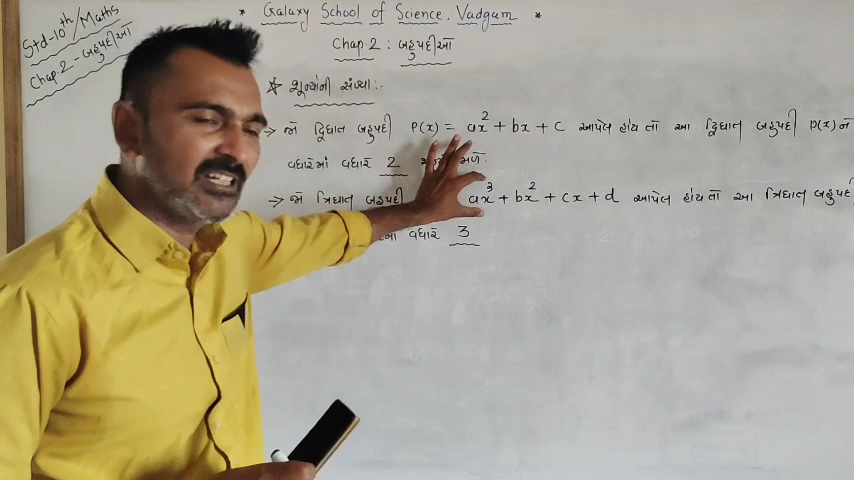 * Galaxy School of Science, Vadgam *
Std-10th/Maths
Chap.2 - બહુપદીઓ
Chap.2 : બહુપદીઓ
* શૂન્યોની સંખ્યા :-
→ જો દ્વિઘાત બહુપદી P(x) = ax² + bx + c આપેલ હોય તો આ દ્વિઘાત બહુપદી p(x) ને
વધારેમાં વધારે 2 મળે.
→ જો ત્રિઘાત બહુપદી ax³ + bx² + cx + d આપેલ હોય તો આ ત્રિઘાત બહુપદી
વધારે 3